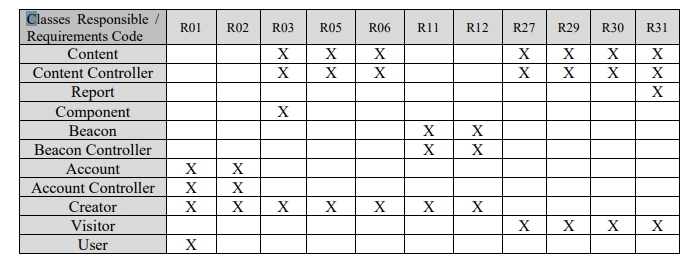 Classes Responsible / Requirements Code R01 R02 R03 R05 R06 R11 R12 R27 R29 R30 R31
Content X X X X X X X
Content Controller X X X X X X X
Report X
Component X
Beacon X X
Beacon Controller X X
Account X X
Account Controller X X
Creator X X X X X X X
Visitor X X X X
User X